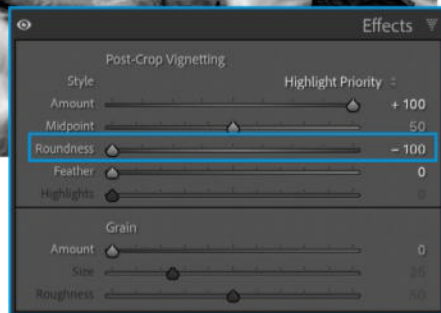 Effects
Post-Crop Vignetting
Style Highlight Priority
Amount + 100
Midpoint 50
Roundness - 100
Feather 0
Highlights 0
Grain
Amount 0
Size 25
Roughness 50